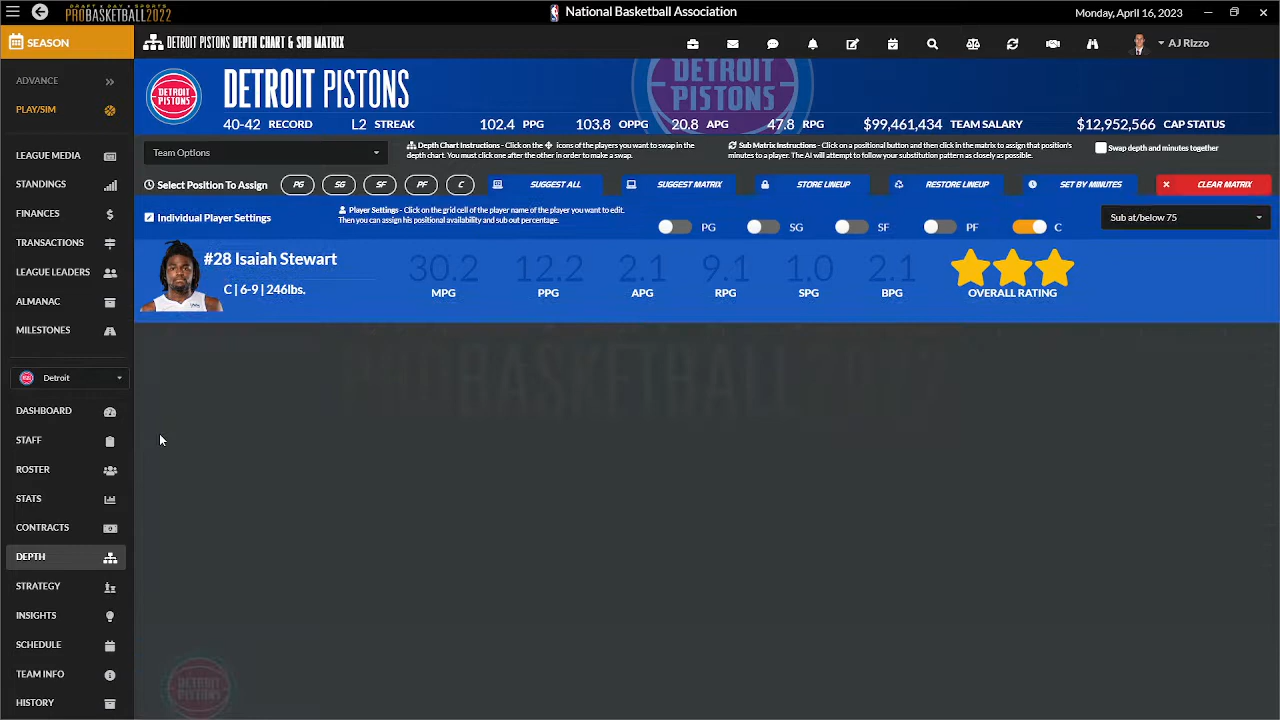 DRAFT • DAY • SPORTS
PROBASKETBALL2022
National Basketball Association
Monday, April 16, 2023
SEASON
DETROIT PISTONS DEPTH CHART & SUB MATRIX
AJ Rizzo
ADVANCE
PLAY/SIM
LEAGUE MEDIA
STANDINGS
FINANCES
TRANSACTIONS
LEAGUE LEADERS
ALMANAC
MILESTONES
Detroit
DASHBOARD
STAFF
ROSTER
STATS
CONTRACTS
DEPTH
STRATEGY
INSIGHTS
SCHEDULE
TEAM INFO
HISTORY
DETROIT PISTONS
DETROIT PISTONS
DETROIT
PISTONS
40-42 RECORD L2 STREAK 102.4 PPG 103.8 OPPG 20.8 APG 47.8 RPG $99,461,434 TEAM SALARY $12,952,566 CAP STATUS
Team Options
Depth Chart Instructions - Click on the icons of the players you want to swap in the
depth chart. You must click one after another in order to make a swap.
Sub Matrix Instructions - Click on a positional button and then click in the matrix to assign that position's
minutes to a player. The AI will attempt to follow your substitution pattern as closely as possible.
Swap depth and minutes together
Select Position To Assign PG SG SF PF C SUGGEST ALL SUGGEST MATRIX STORE LINEUP RESTORE LINEUP SET BY MINUTES CLEAR MATRIX
Individual Player Settings
Player Settings - Click on the grid cell of the player name of the player you want to edit.
Then you can assign his positional availability and sub out percentage.
PG SG SF PF C
Sub at/below 75
#28 Isaiah Stewart
C | 6-9 | 246lbs.
30.2 12.2 2.1 9.1 1.0 2.1
MPG PPG APG RPG SPG BPG OVERALL RATING
PROBASKETBALL2022
DETROIT
PISTONS